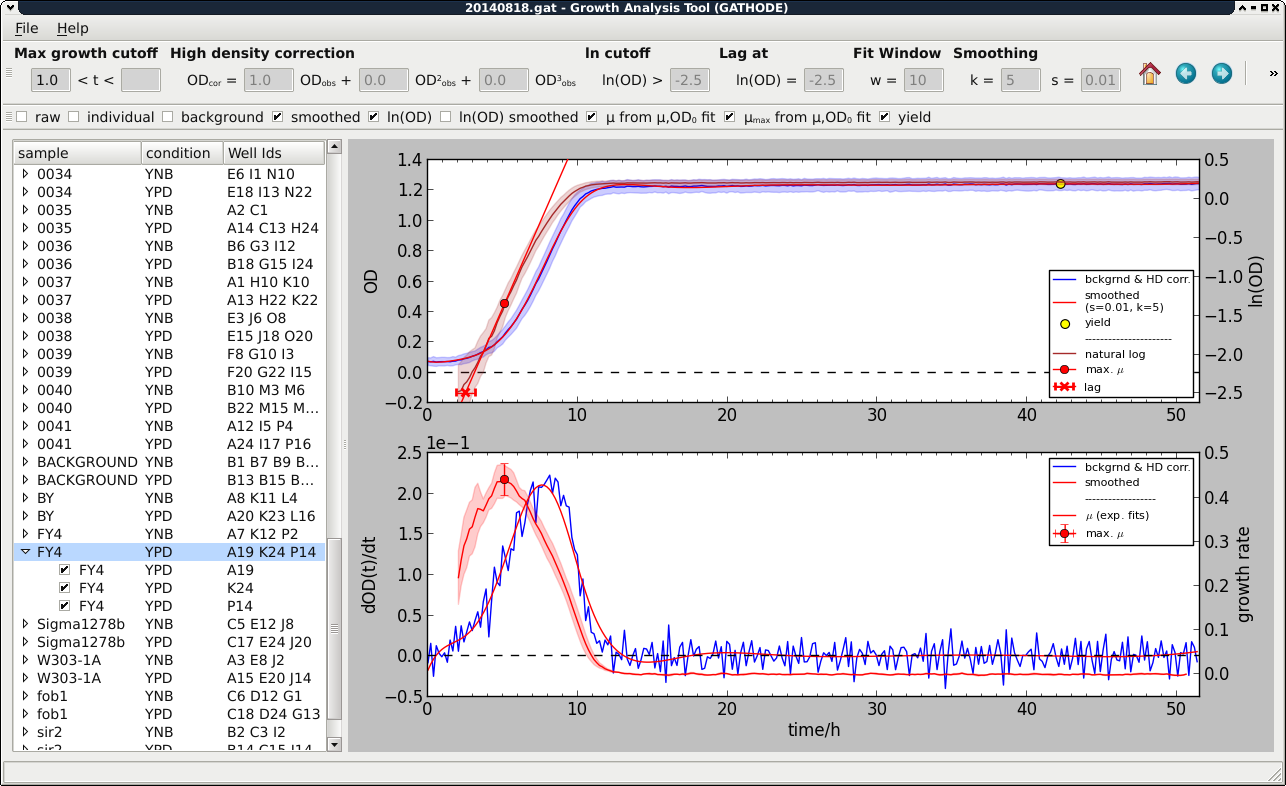 20140818.gat - Growth Analysis Tool (GATHODE)
File Help
Max growth cutoff High density correction ln cutoff Lag at Fit Window Smoothing
1.0 < t < ODcor = 1.0 ODobs + 0.0 OD²obs + 0.0 OD³obs ln(OD) > -2.5 ln(OD) = -2.5 w = 10 k = 5 s = 0.01 »
raw individual background smoothed ln(OD) ln(OD) smoothed μ from μ,OD₀ fit μmax from μ,OD₀ fit yield
sample condition Well Ids
0034 YNB E6 I1 N10
0034 YPD E18 I13 N22
0035 YNB A2 C1
0035 YPD A14 C13 H24
0036 YNB B6 G3 I12
0036 YPD B18 G15 I24
0037 YNB A1 H10 K10
0037 YPD A13 H22 K22
0038 YNB E3 J6 O8
0038 YPD E15 J18 O20
0039 YNB F8 G10 I3
0039 YPD F20 G22 I15
0040 YNB B10 M3 M6
0040 YPD B22 M15 M...
0041 YNB A12 I5 P4
0041 YPD A24 I17 P16
BACKGROUND YNB B1 B7 B9 B...
BACKGROUND YPD B13 B15 B...
BY YNB A8 K11 L4
BY YPD A20 K23 L16
FY4 YNB A7 K12 P2
FY4 YPD A19 K24 P14
FY4 YPD A19
FY4 YPD K24
FY4 YPD P14
Sigma1278b YNB C5 E12 J8
Sigma1278b YPD C17 E24 J20
W303-1A YNB A3 E8 J2
W303-1A YPD A15 E20 J14
fob1 YNB C6 D12 G1
fob1 YPD C18 D24 G13
sir2 YNB B2 C3 I2
sir2 YPD B14 C15 I14
OD
1.4
1.2
1.0
0.8
0.6
0.4
0.2
0.0
−0.2
0 10 20 30 40 50
0.5
0.0
−0.5
−1.0
−1.5
−2.0
−2.5
ln(OD)
bckgrnd & HD corr.
smoothed
(s=0.01, k=5)
yield
----------------------
natural log
max. μ
lag
1e−1
dOD(t)/dt
2.5
2.0
1.5
1.0
0.5
0.0
−0.5
0 10 20 30 40 50
time/h
0.5
0.4
0.3
0.2
0.1
0.0
growth rate
bckgrnd & HD corr.
smoothed
------------------
μ (exp. fits)
max. μ